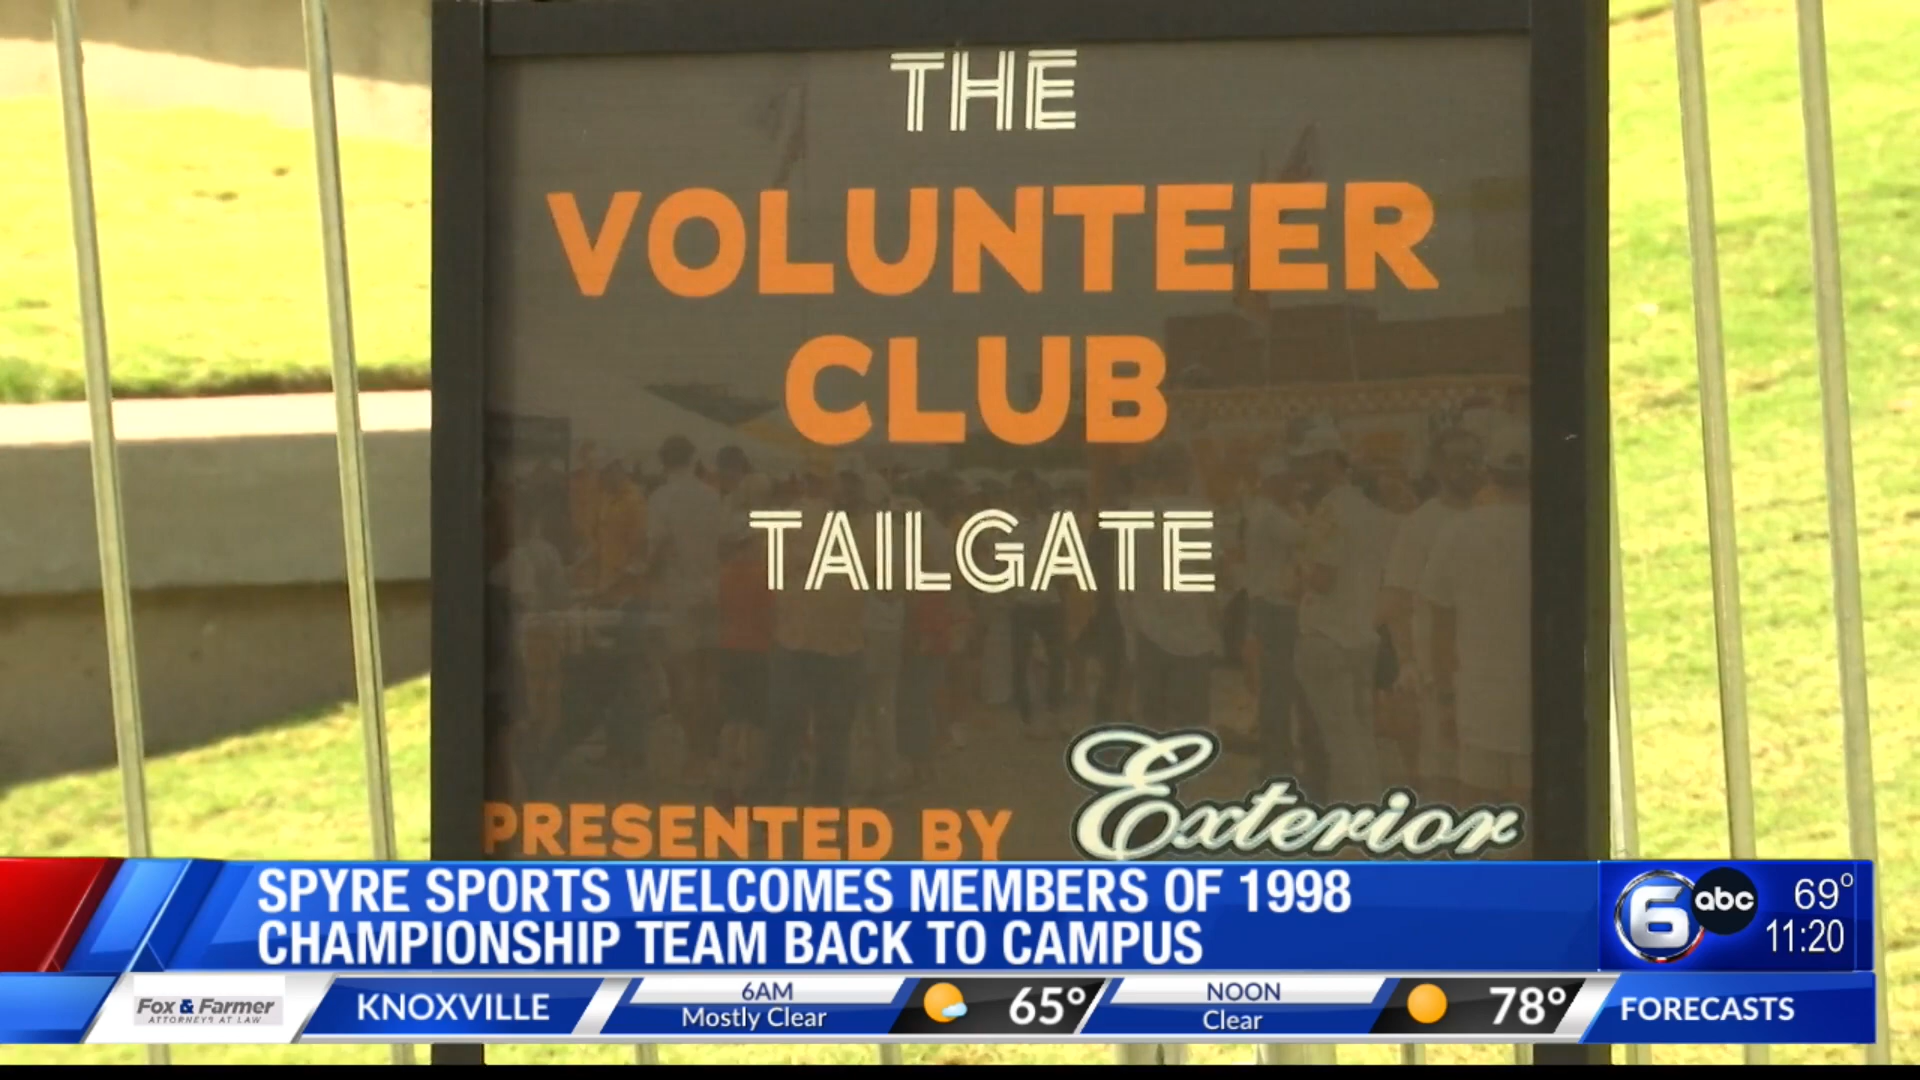 THE
VOLUNTEER
CLUB
TAILGATE
PRESENTED BY Exterior
SPYRE SPORTS WELCOMES MEMBERS OF 1998
CHAMPIONSHIP TEAM BACK TO CAMPUS
6 abc 69°
11:20
Fox & Farmer
ATTORNEYS AT LAW
KNOXVILLE
6AM
Mostly Clear
65°
NOON
Clear
78°
FORECASTS